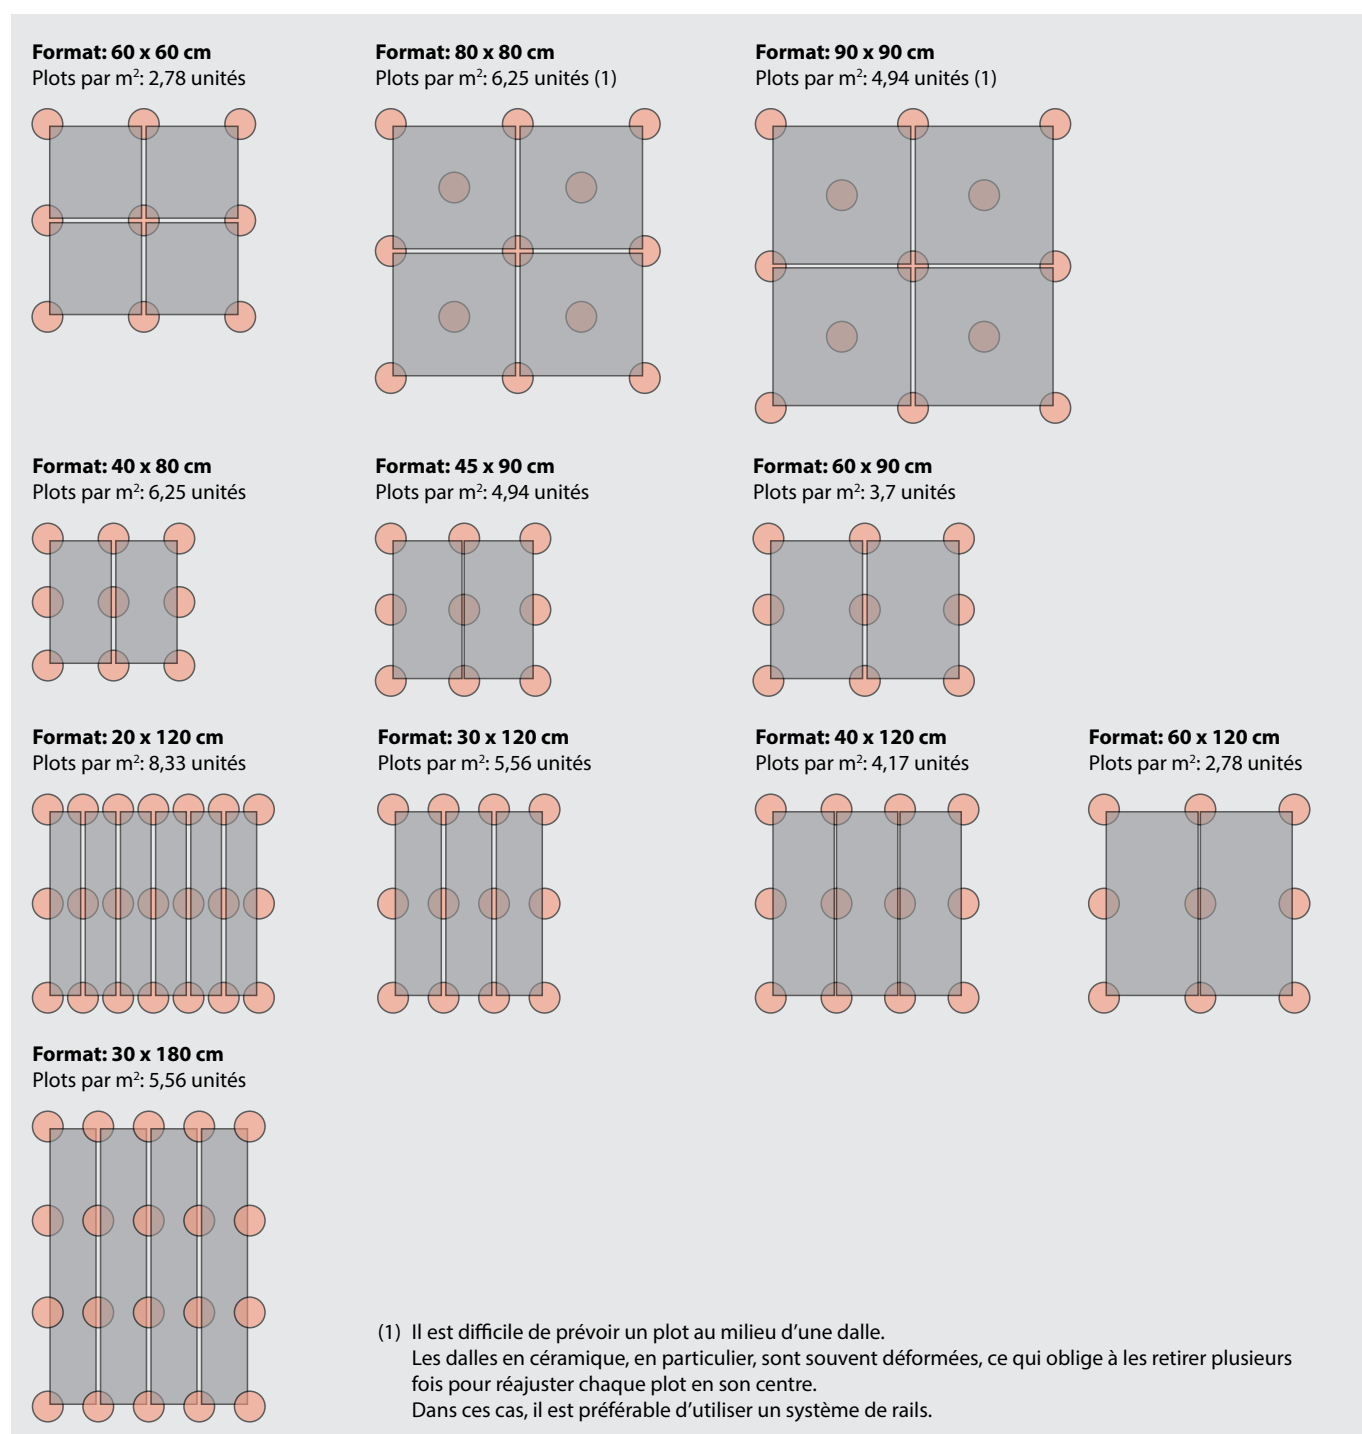 Format: 60 x 60 cm
Plots par m²: 2,78 unités
Format: 80 x 80 cm
Plots par m²: 6,25 unités (1)
Format: 90 x 90 cm
Plots par m²: 4,94 unités (1)
Format: 40 x 80 cm
Plots par m²: 6,25 unités
Format: 45 x 90 cm
Plots par m²: 4,94 unités
Format: 60 x 90 cm
Plots par m²: 3,7 unités
Format: 20 x 120 cm
Plots par m²: 8,33 unités
Format: 30 x 120 cm
Plots par m²: 5,56 unités
Format: 40 x 120 cm
Plots par m²: 4,17 unités
Format: 60 x 120 cm
Plots par m²: 2,78 unités
Format: 30 x 180 cm
Plots par m²: 5,56 unités
(1) Il est difficile de prévoir un plot au milieu d’une dalle.
Les dalles en céramique, en particulier, sont souvent déformées, ce qui oblige à les retirer plusieurs
fois pour réajuster chaque plot en son centre.
Dans ces cas, il est préférable d’utiliser un système de rails.